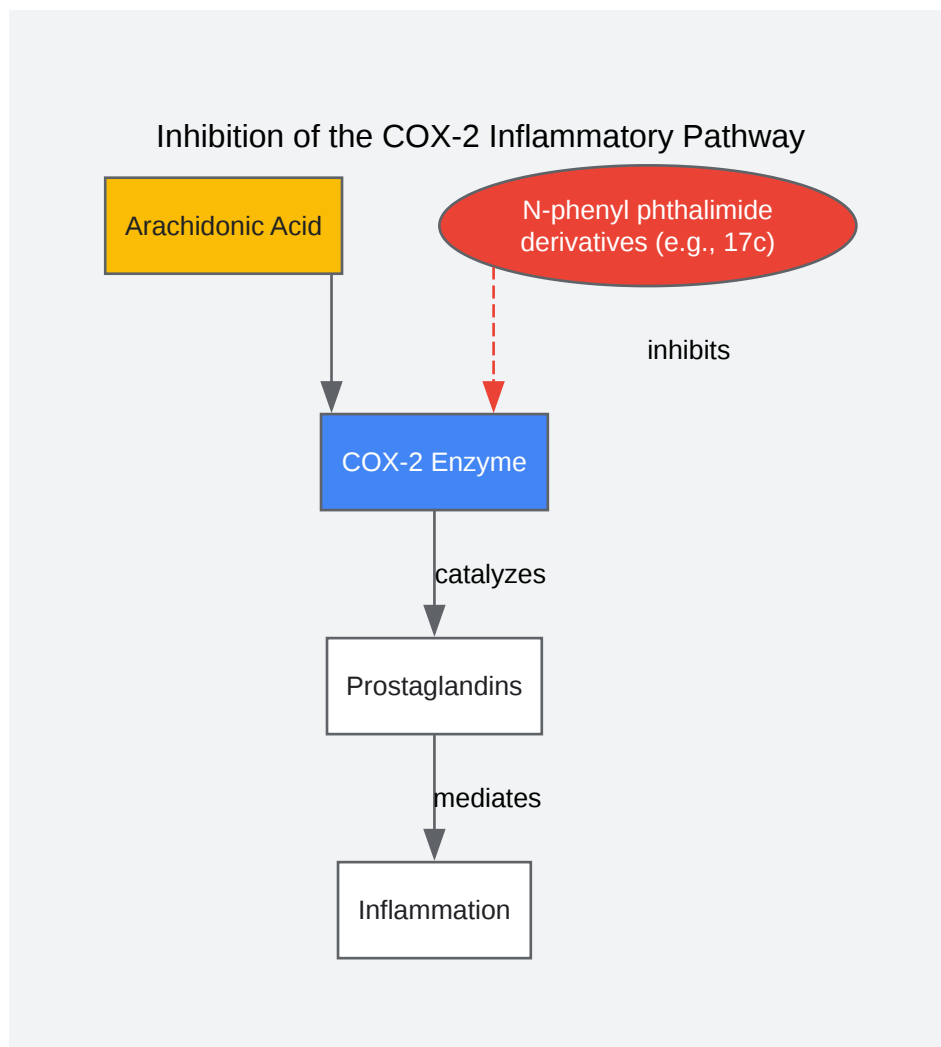 Inhibition of the COX-2 Inflammatory Pathway
Arachidonic Acid
N-phenyl phthalimide
derivatives (e.g., 17c)
inhibits
COX-2 Enzyme
catalyzes
Prostaglandins
mediates
Inflammation